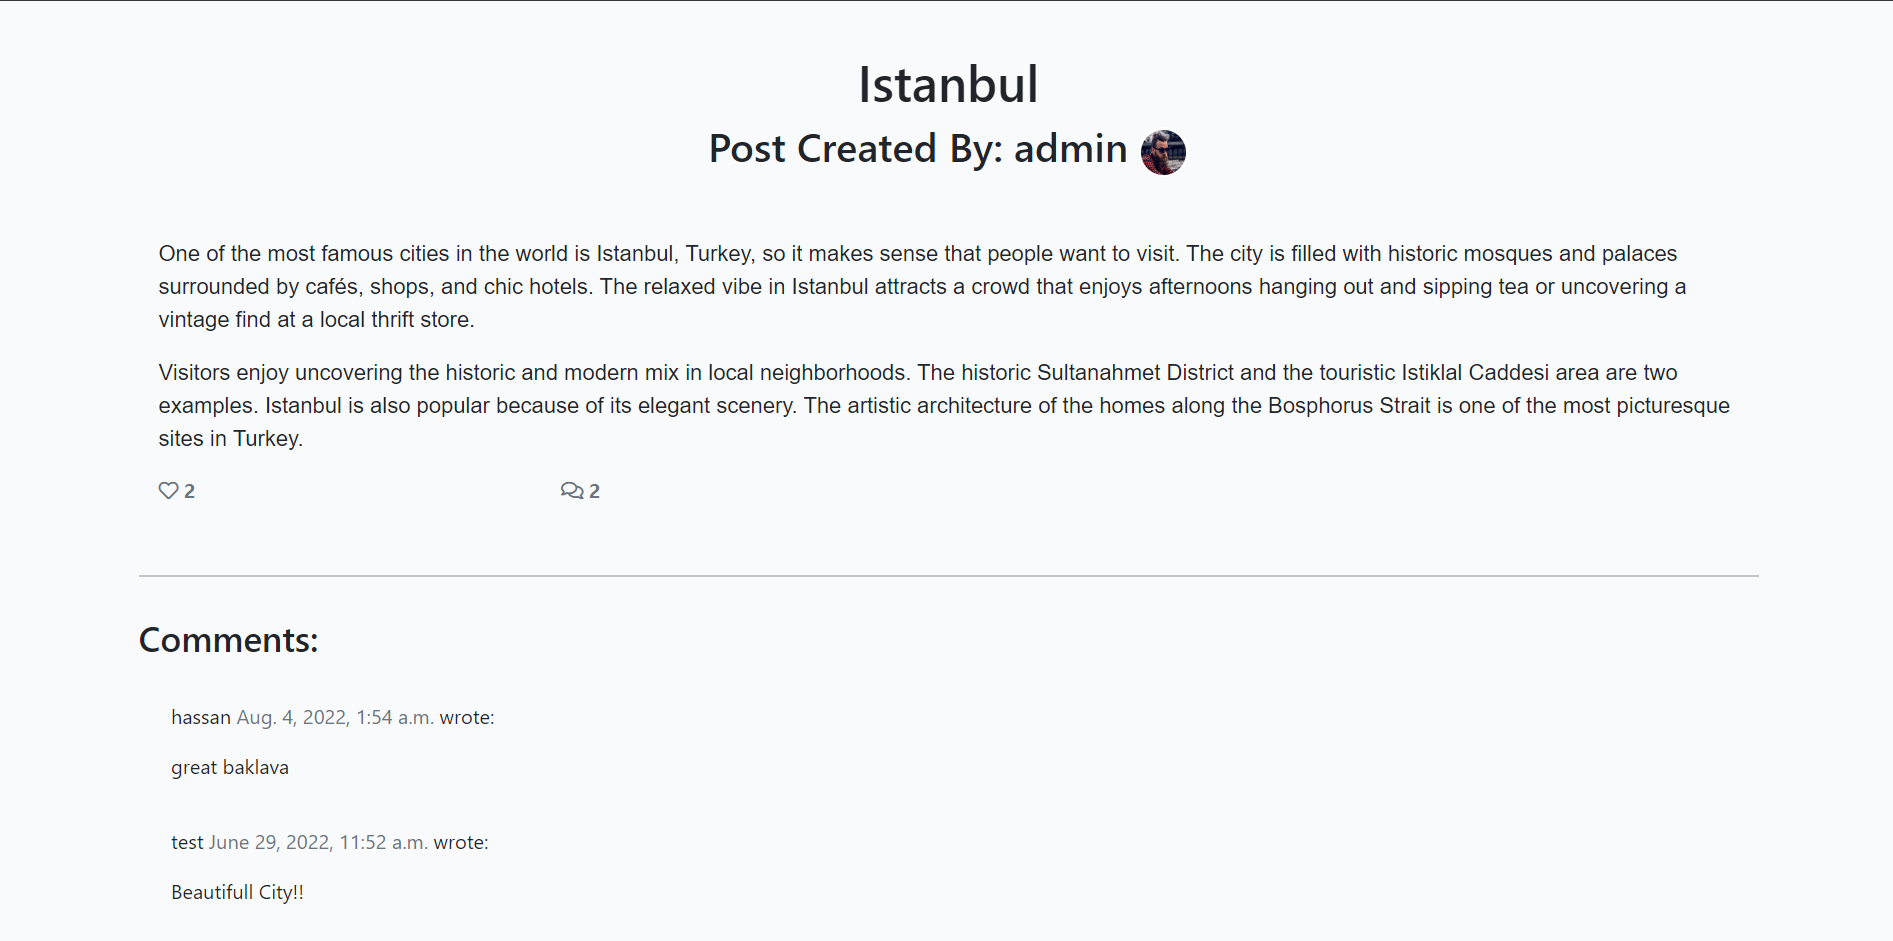 Istanbul
Post Created By: admin
One of the most famous cities in the world is Istanbul, Turkey, so it makes sense that people want to visit. The city is filled with historic mosques and palaces
surrounded by cafés, shops, and chic hotels. The relaxed vibe in Istanbul attracts a crowd that enjoys afternoons hanging out and sipping tea or uncovering a
vintage find at a local thrift store.
Visitors enjoy uncovering the historic and modern mix in local neighborhoods. The historic Sultanahmet District and the touristic Istiklal Caddesi area are two
examples. Istanbul is also popular because of its elegant scenery. The artistic architecture of the homes along the Bosphorus Strait is one of the most picturesque
sites in Turkey.
2 2
Comments:
hassan Aug. 4, 2022, 1:54 a.m. wrote:
great baklava
test June 29, 2022, 11:52 a.m. wrote:
Beautifull City!!